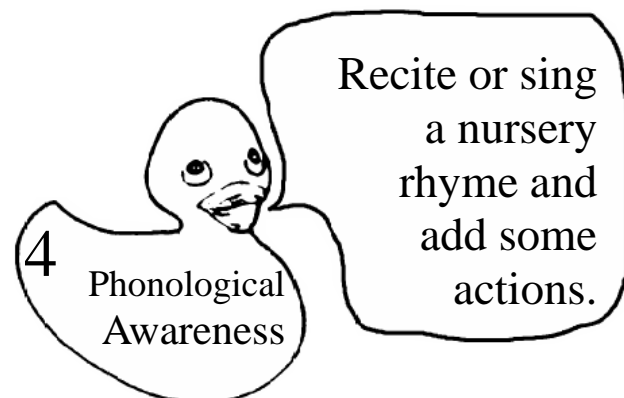 Recite or sing
a nursery
rhyme and
add some
actions.
4
Phonological
Awareness